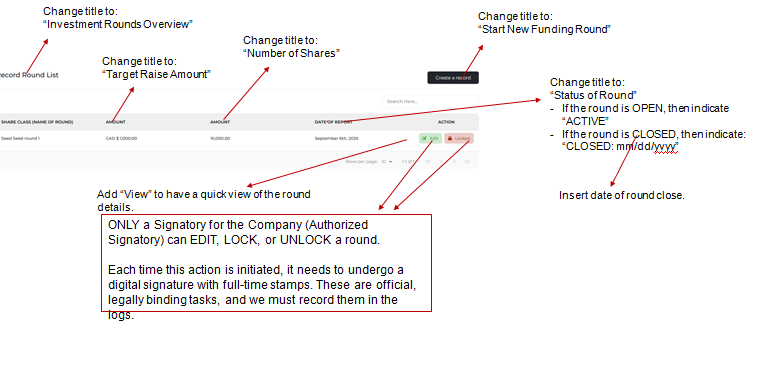 Change title to:
“Investment Rounds Overview”
Change title to:
“Start New Funding Round”
Change title to:
“Number of Shares”
Change title to:
“Target Raise Amount”
ecord Round List
Create a record
Change title to:
“Status of Round”
- If the round is OPEN, then indicate
“ACTIVE”
- If the round is CLOSED, then indicate:
“CLOSED: mm/dd/yyyy”
Search Here...
SHARE CLASS (NAME OF ROUND) AMOUNT AMOUNT DATE OF REPORT ACTION
Seed Seed round 1 CAD $ 1,000.00 10,000.00 September 6th, 2025 Edit Locked
Rows per page: 10 1-1 of 1
Add “View” to have a quick view of the round
details.
Insert date of round close.
ONLY a Signatory for the Company (Authorized
Signatory) can EDIT, LOCK, or UNLOCK a round.
Each time this action is initiated, it needs to undergo a
digital signature with full-time stamps. These are official,
legally binding tasks, and we must record them in the
logs.